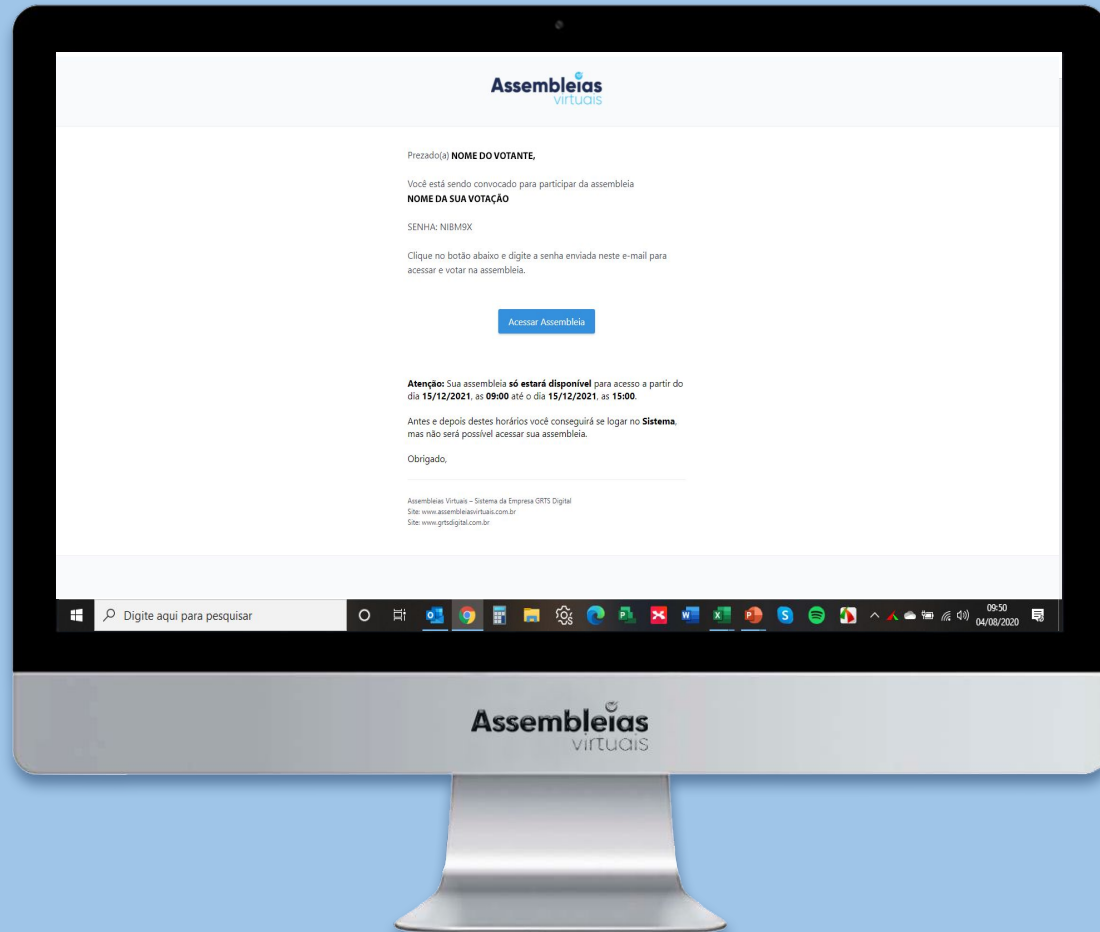 Assembleias
virtuais
Prezado(a) NOME DO VOTANTE,
Você está sendo convocado para participar da assembleia
NOME DA SUA VOTAÇÃO
SENHA: NIBM9X
Clique no botão abaixo e digite a senha enviada neste e-mail para
acessar e votar na assembleia.
Acessar Assembleia
Atenção: Sua assembleia só estará disponível para acesso a partir do
dia 15/12/2021, as 09:00 até o dia 15/12/2021, as 15:00.
Antes e depois destes horários você conseguirá se logar no Sistema,
mas não será possível acessar sua assembleia.
Obrigado,
Assembleias Virtuais – Sistema da Empresa GRTS Digital
Site: www.assembleiasvirtuais.com.br
Site: www.grtsdigital.com.br
Digite aqui para pesquisar
09:50
04/08/2020
Assembleias
virtuais